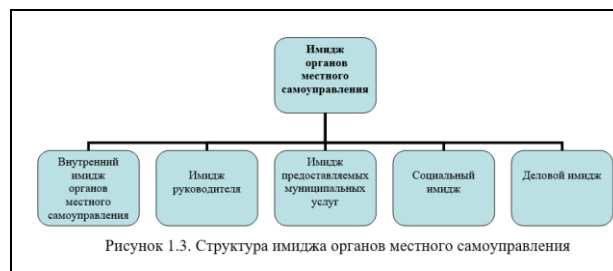 Имидж
органов
местного
самоуправления
Внутренний
имидж
органов
местного
самоуправления
Имидж
руководителя
Имидж
предоставляемых
муниципальных
услуг
Социальный
имидж
Деловой имидж
Рисунок 1.3. Структура имиджа органов местного самоуправления